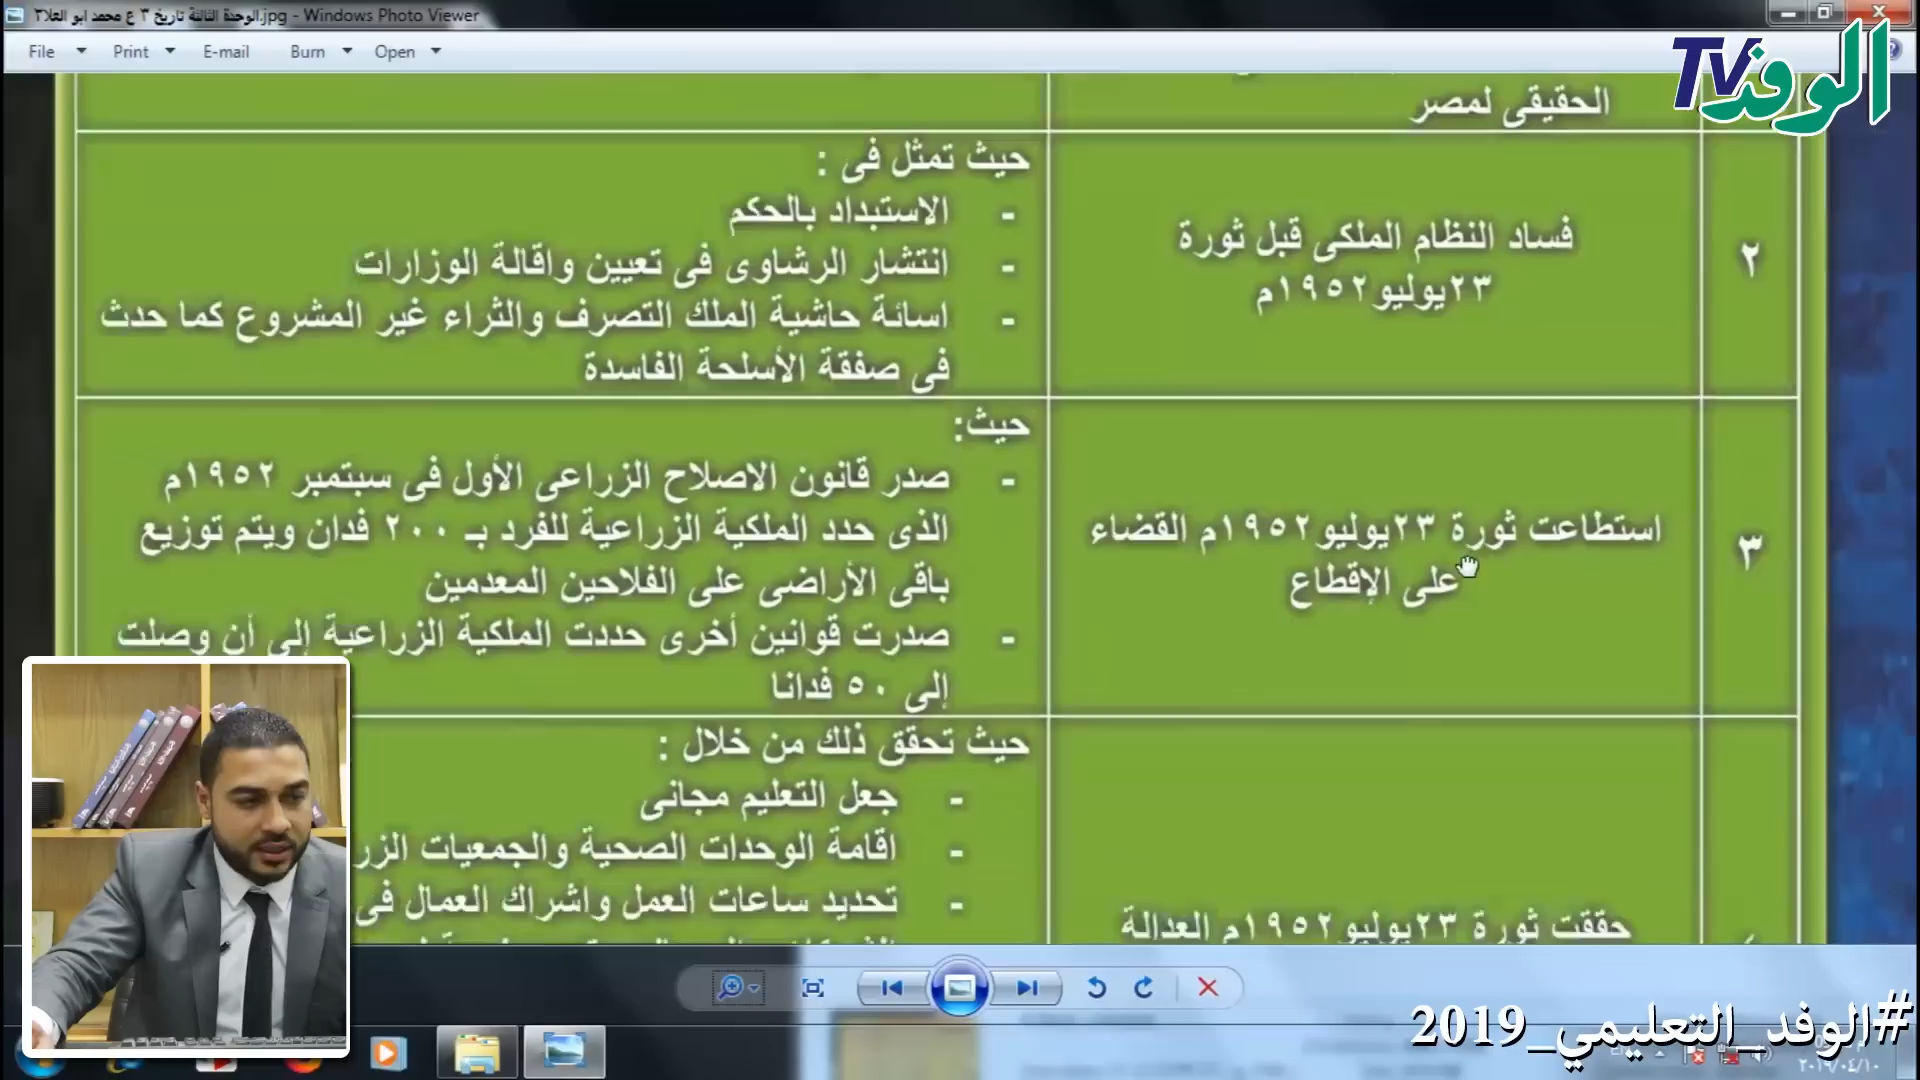 الوحدة الثالثة تاريخ ٣ ع محمد ابو العلا٣.jpg - Windows Photo Viewer
File Print E-mail Burn Open
الوفد TV
الحقيقى لمصر
٢
فساد النظام الملكى قبل ثورة
٢٣يوليو١٩٥٢م
حيث تمثل فى :
- الاستبداد بالحكم
- انتشار الرشاوى فى تعيين واقالة الوزارات
- اسائة حاشية الملك التصرف والثراء غير المشروع كما حدث
فى صفقة الأسلحة الفاسدة
٣
استطاعت ثورة ٢٣يوليو١٩٥٢م القضاء
على الإقطاع
حيث:
- صدر قانون الاصلاح الزراعى الأول فى سبتمبر ١٩٥٢م
الذى حدد الملكية الزراعية للفرد بـ ٢٠٠ فدان ويتم توزيع
باقى الأراضى على الفلاحين المعدمين
- صدرت قوانين أخرى حددت الملكية الزراعية إلى أن وصلت
إلى ٥٠ فدانا
حققت ثورة ٢٣يوليو١٩٥٢م العدالة
حيث تحقق ذلك من خلال :
- جعل التعليم مجانى
- اقامة الوحدات الصحية والجمعيات الزر
- تحديد ساعات العمل واشراك العمال فى
#الوفد_التعليمي_2019
٢٠١٩/٠٤/١٠